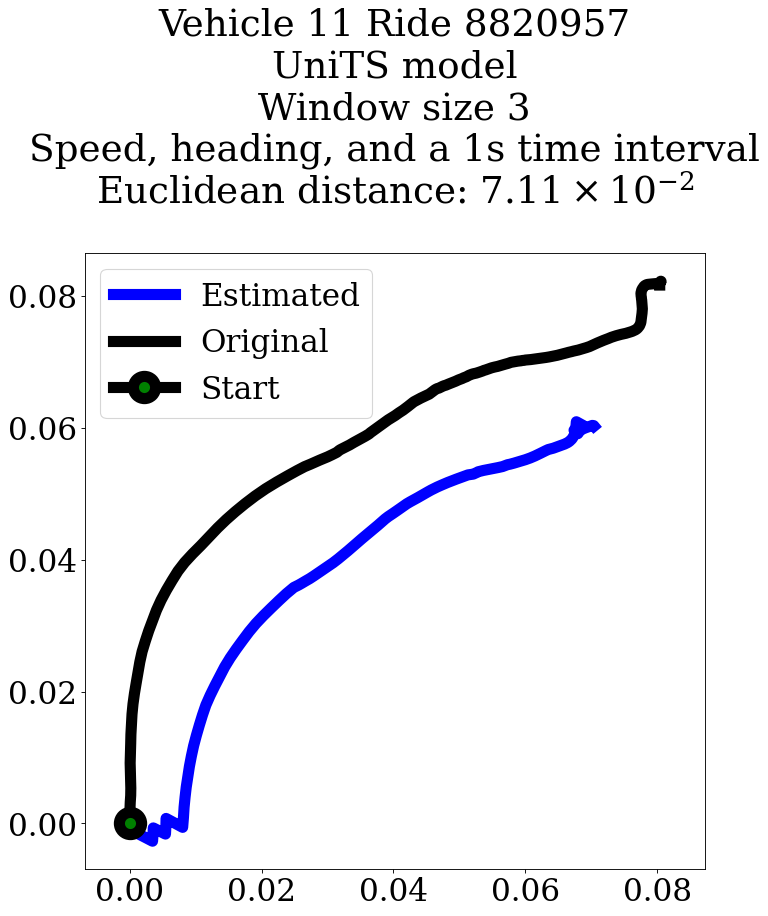 Vehicle 11 Ride 8820957
UniTS model
Window size 3
Speed, heading, and a 1s time interval
Euclidean distance: 7.11 × 10⁻²
Estimated
Original
Start
0.08
0.06
0.04
0.02
0.00
0.00 0.02 0.04 0.06 0.08